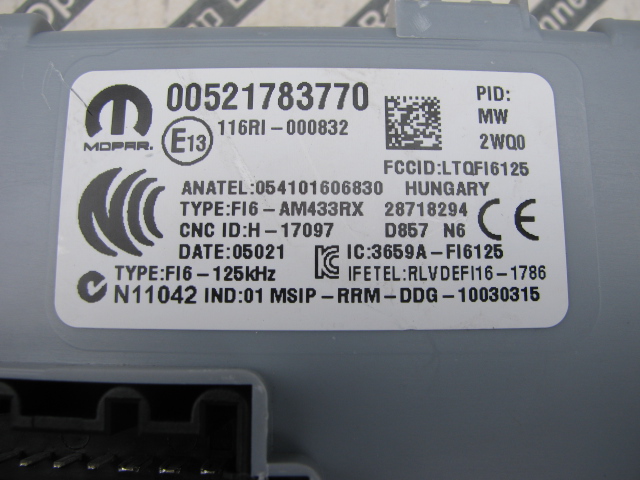 MOPAR.
00521783770
E13
116RI-000832
PID:
MW
2WQ0
FCCID:LTQFI6125
ANATEL:054101606830 HUNGARY
TYPE:FI6-AM433RX 28718294
CNC ID:H-17097 D857 N6
CE
DATE:05021 IC:3659A-FI6125
TYPE:FI6-125kHz IFETEL:RLVDEFI16-1786
N11042 IND:01 MSIP-RRM-DDG-10030315